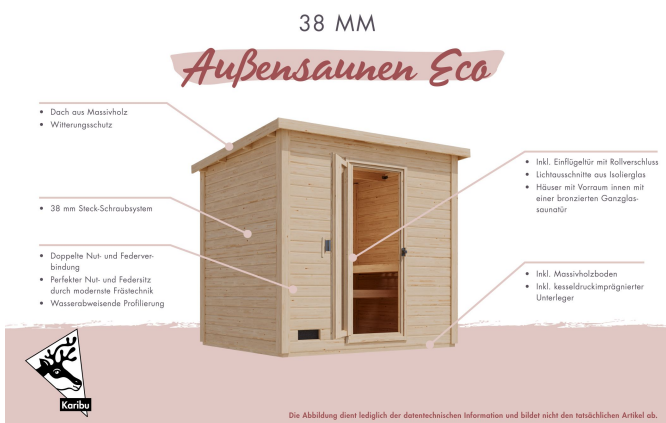 38 MM
Außensaunen Eco
• Dach aus Massivholz
• Witterungsschutz
• 38 mm Steck-Schraubsystem
• Doppelte Nut- und Federver-
bindung
• Perfekter Nut- und Federsitz
durch modernste Frästechnik
• Wasserabweisende Profilierung
• Inkl. Einflügeltür mit Rollverschluss
• Lichtausschnitte aus Isolierglas
• Häuser mit Vorraum innen mit
einer bronzierten Ganzglas-
saunatür
• Inkl. Massivholzboden
• Inkl. kesseldruckimprägnierter
Unterleger
Karibu
Die Abbildung dient lediglich der datentechnischen Information und bildet nicht den tatsächlichen Artikel ab.